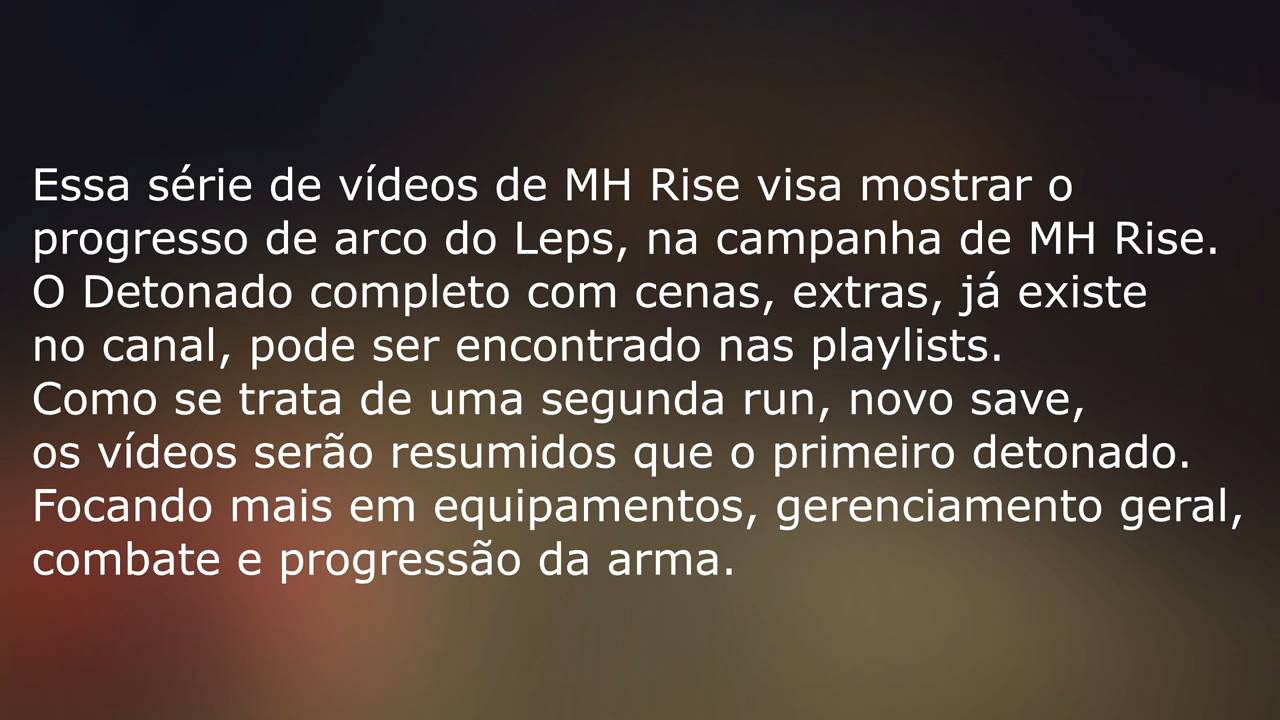 Essa série de vídeos de MH Rise visa mostrar o
progresso de arco do Leps, na campanha de MH Rise.
O Detonado completo com cenas, extras, já existe
no canal, pode ser encontrado nas playlists.
Como se trata de uma segunda run, novo save,
os vídeos serão resumidos que o primeiro detonado.
Focando mais em equipamentos, gerenciamento geral,
combate e progressão da arma.